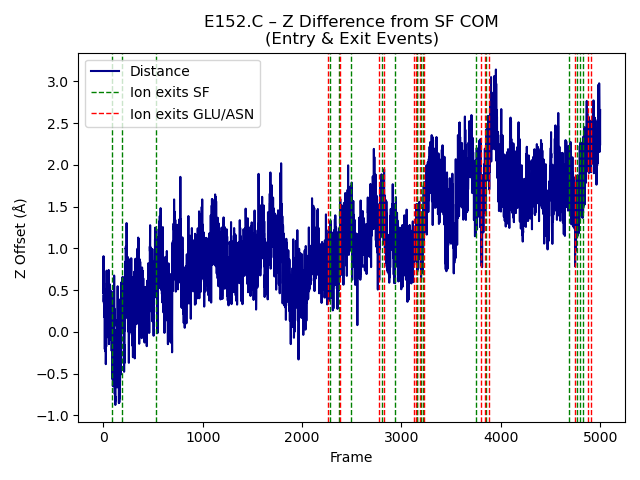 E152.C – Z Difference from SF COM
(Entry & Exit Events)
Distance
Ion exits SF
Ion exits GLU/ASN
Z Offset (Å)
3.0
2.5
2.0
1.5
1.0
0.5
0.0
−0.5
−1.0
0
1000
2000
3000
4000
5000
Frame